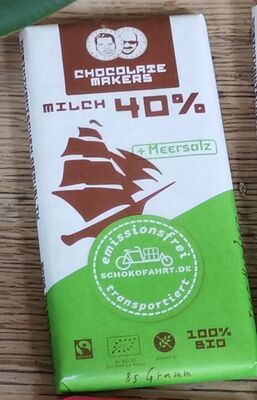 CHOCOLATE
MAKERS
MILCH 40%
+ Meersalz
emissionsfrei
SCHOKOFAHRT.DE
transportiert
100%
BIO
85 Gramm